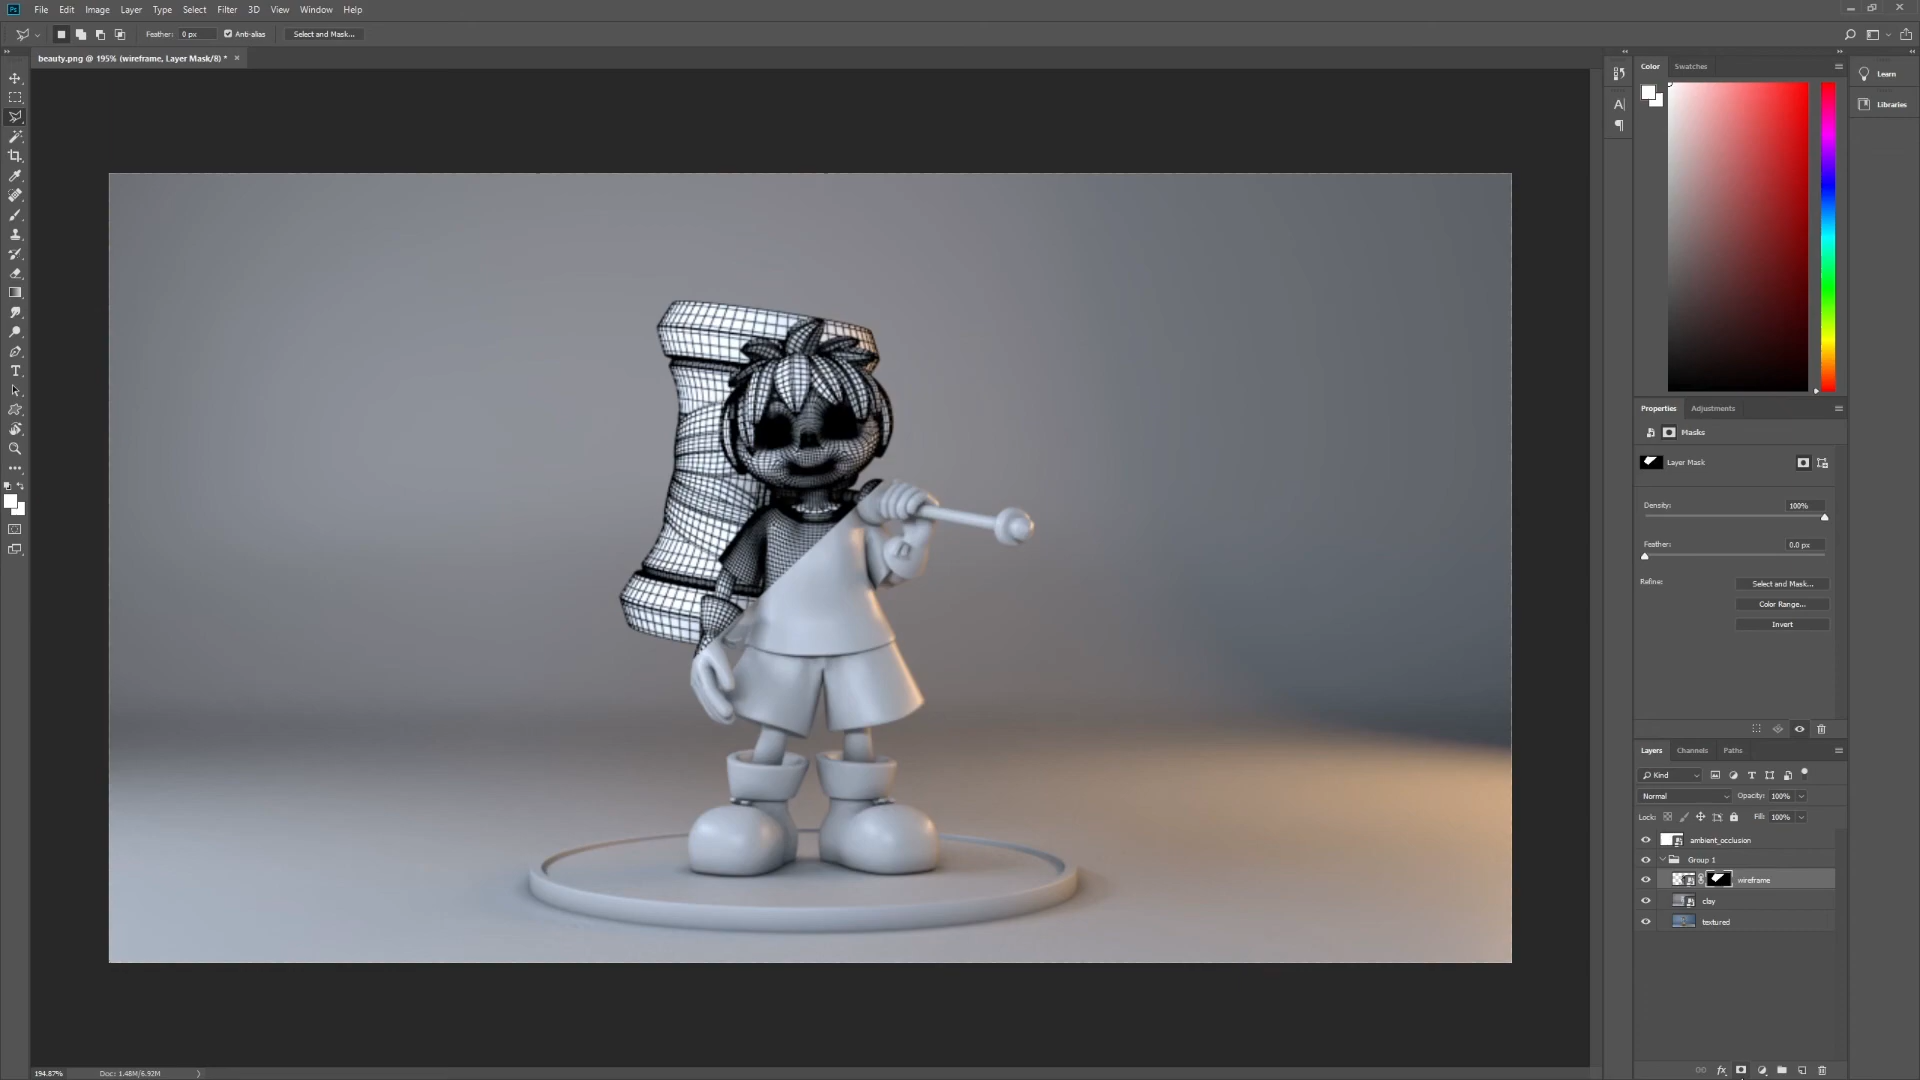 Ps File Edit Image Layer Type Select Filter 3D View Window Help
Feather: 0 px Anti-alias Select and Mask...
beauty.png @ 195% (wireframe, Layer Mask/8) * ×
Color Swatches
Learn
Libraries
Properties Adjustments
Masks
Layer Mask
Density: 100%
Feather: 0.0 px
Refine: Select and Mask...
Color Range...
Invert
Layers Channels Paths
Kind
Normal Opacity: 100%
Lock: Fill: 100%
ambient_occlusion
Group 1
wireframe
clay
textured
194.87% Doc: 1.48M/6.92M